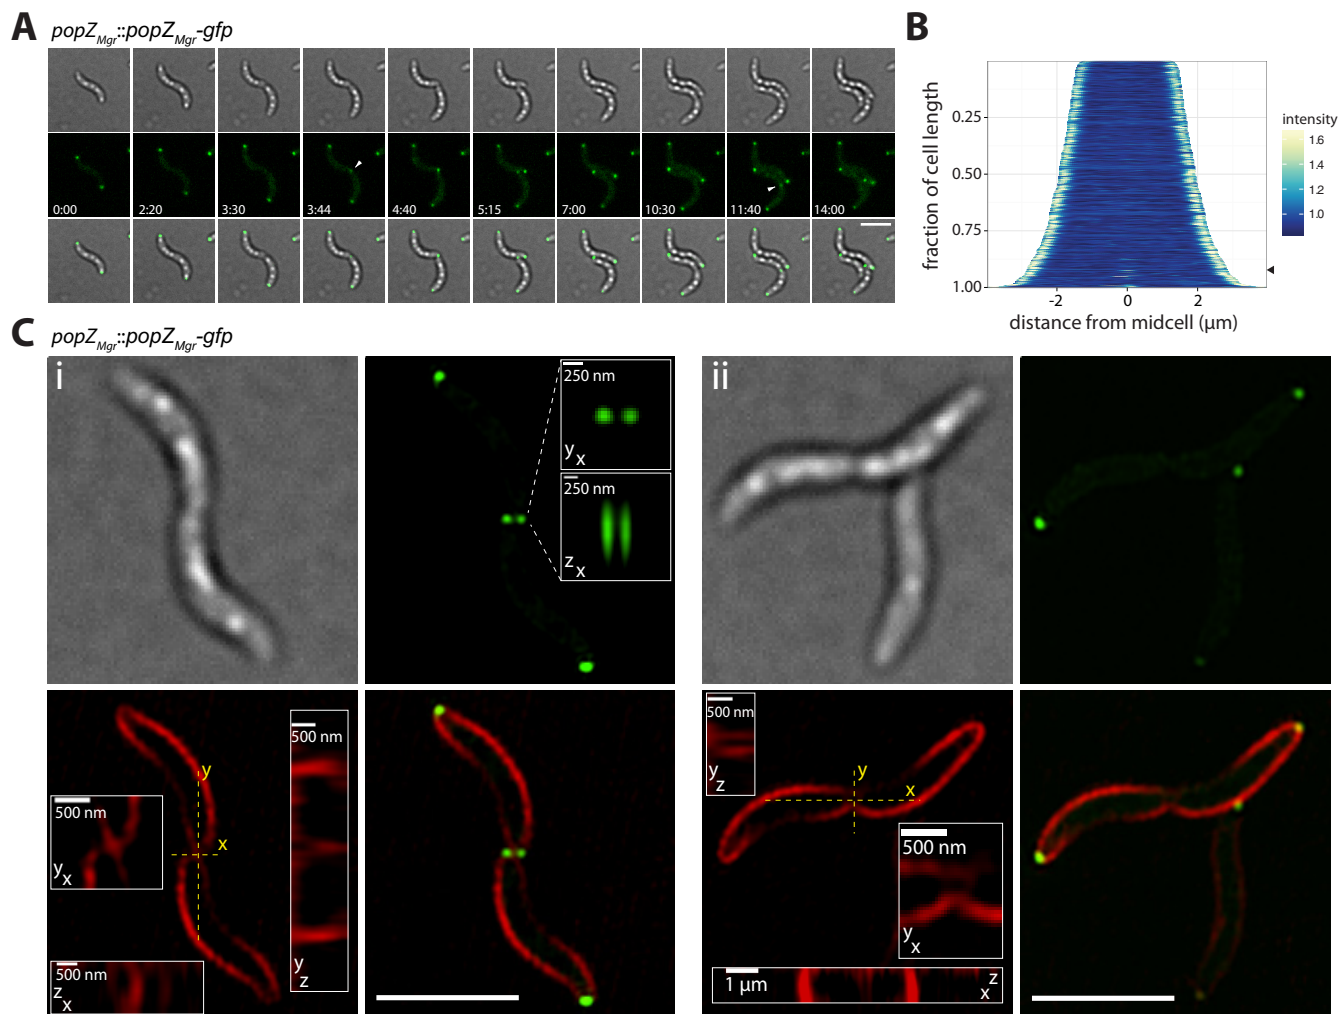 A popZMgr::popZMgr-gfp
0:00 2:20 3:30 3:44 4:40 5:15 7:00 10:30 11:40 14:00
B
fraction of cell length
0.25
0.50
0.75
1.00
-2 0 2
distance from midcell (µm)
intensity
1.6
1.4
1.2
1.0
C popZMgr::popZMgr-gfp
i
250 nm
y
x
250 nm
z
x
ii
500 nm
y
x
500 nm
y
x
500 nm
z
x
500 nm
y
z
500 nm
y
z
y
x
500 nm
y
x
1 µm
z
x